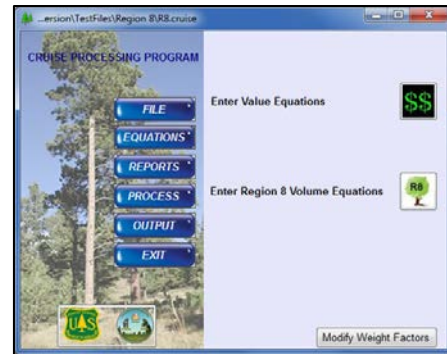 ...ersion\TestFiles\Region 8\R8.cruise
CRUISE PROCESSING PROGRAM
FILE
EQUATIONS
REPORTS
PROCESS
OUTPUT
EXIT
Enter Value Equations
$$
Enter Region 8 Volume Equations
R8
U S
Modify Weight Factors